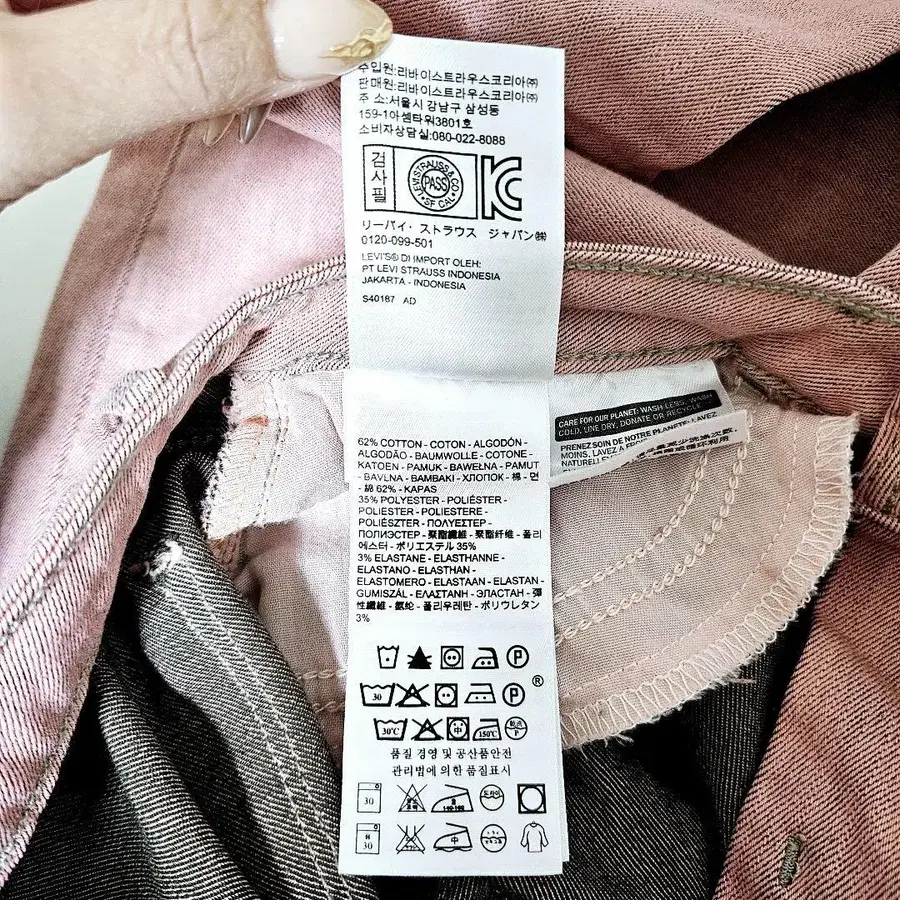 수입원:리바이스트라우스코리아㈜
판매원:리바이스트라우스코리아㈜
주 소:서울시 강남구 삼성동
159-1아셈타워3801호
소비자상담실:080-022-8088
검사필
LEVI STRAUSS & CO
PASS
SF CAL
リーバイ・ストラウス ジャパン㈱
0120-099-501
LEVI'S® DI IMPORT OLEH:
PT LEVI STRAUSS INDONESIA
JAKARTA - INDONESIA
S40187 AD
CARE FOR OUR PLANET: WASH LESS, WASH
COLD, LINE DRY, DONATE OR RECYCLE
PRENEZ SOIN DE NOTRE PLANETE: LAVEZ
MOINS, LAVEZ A
62% COTTON - COTON - ALGODÓN -
ALGODÃO - BAUMWOLLE - COTONE -
KATOEN - PAMUK - BAWEŁNA - PAMUT
- BAVLNA - ΒΑΜΒΑΚΙ - ХЛОПОК - 棉 - 면
- 綿 62% - KAPAS
35% POLYESTER - POLIÉSTER -
POLIESTER - POLIESTERE -
POLIÉSZTER - ΠΟΛΥΕΣΤΕΡ -
ПОЛИЭСТЕР - 聚酯纖維 - 聚酯纤维 - 폴리
에스터 - ポリエステル 35%
3% ELASTANE - ELASTHANNE -
ELASTANO - ELASTHAN -
ELASTOMERO - ELASTAAN - ELASTAN -
GUMISZÁL - ΕΛΑΣΤΑΝΗ - ЭЛАСТАН - 彈
性纖維 - 氨纶 - 폴리우레탄 - ポリウレタン
3%
P
30 P ®
30°C 150°C
품질 경영 및 공산품안전
관리법에 의한 품질표시
30 드라이
30 中